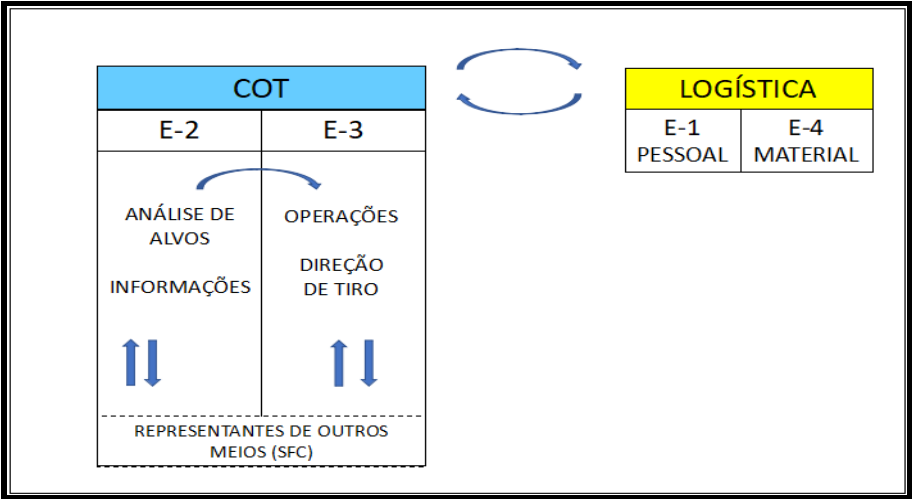 COT
E-2
E-3
ANÁLISE DE
ALVOS
INFORMAÇÕES
OPERAÇÕES
DIREÇÃO
DE TIRO
REPRESENTANTES DE OUTROS
MEIOS (SFC)
LOGÍSTICA
E-1
PESSOAL
E-4
MATERIAL